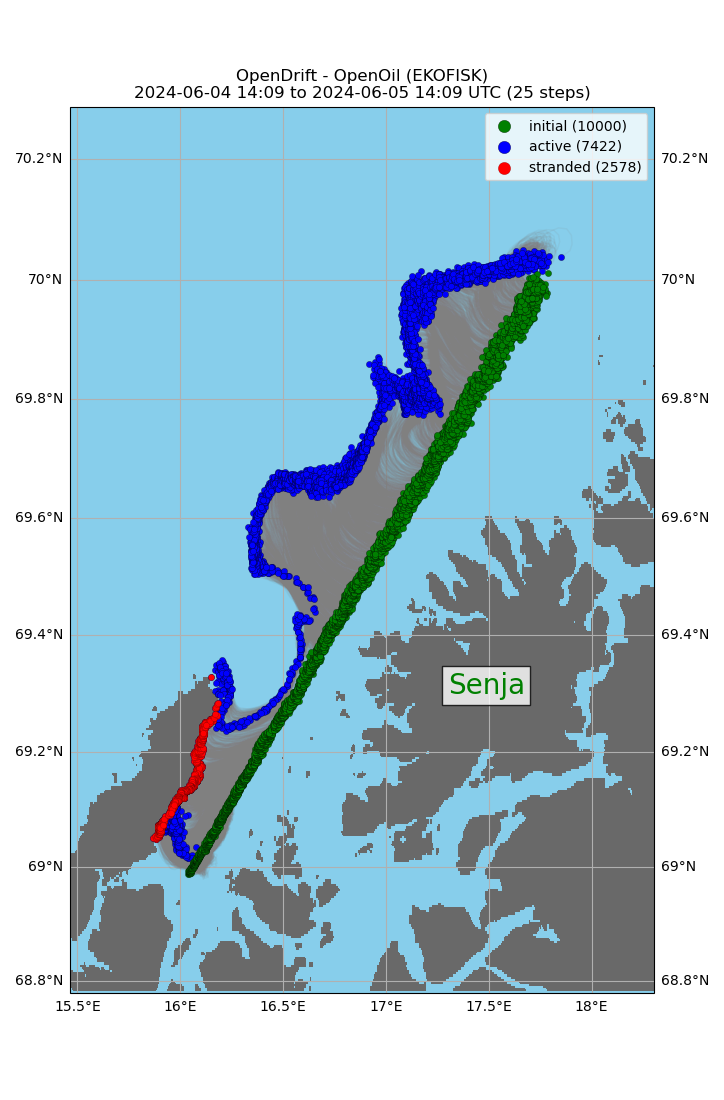 OpenDrift - OpenOil (EKOFISK)
2024-06-04 14:09 to 2024-06-05 14:09 UTC (25 steps)
initial (10000)
active (7422)
stranded (2578)
70.2°N 70.2°N
70°N 70°N
69.8°N 69.8°N
69.6°N 69.6°N
69.4°N 69.4°N
Senja
69.2°N 69.2°N
69°N 69°N
68.8°N 68.8°N
15.5°E 16°E 16.5°E 17°E 17.5°E 18°E